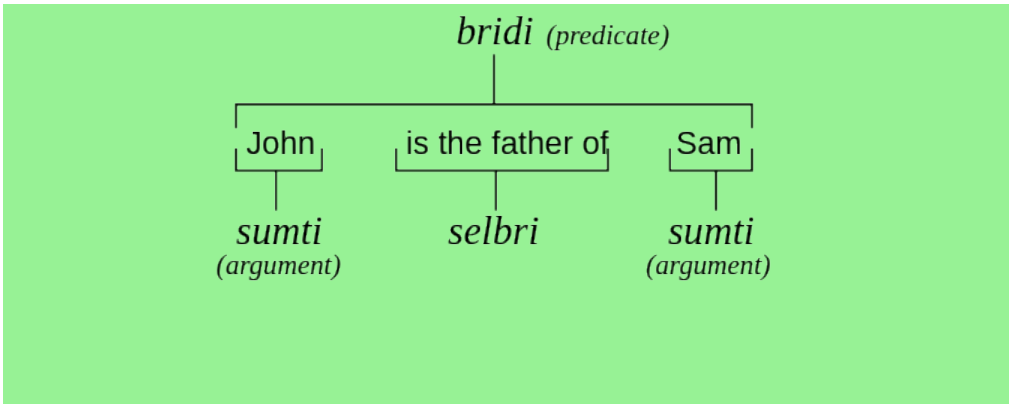 bridi (predicate)
John is the father of Sam
sumti selbri sumti
(argument) (argument)